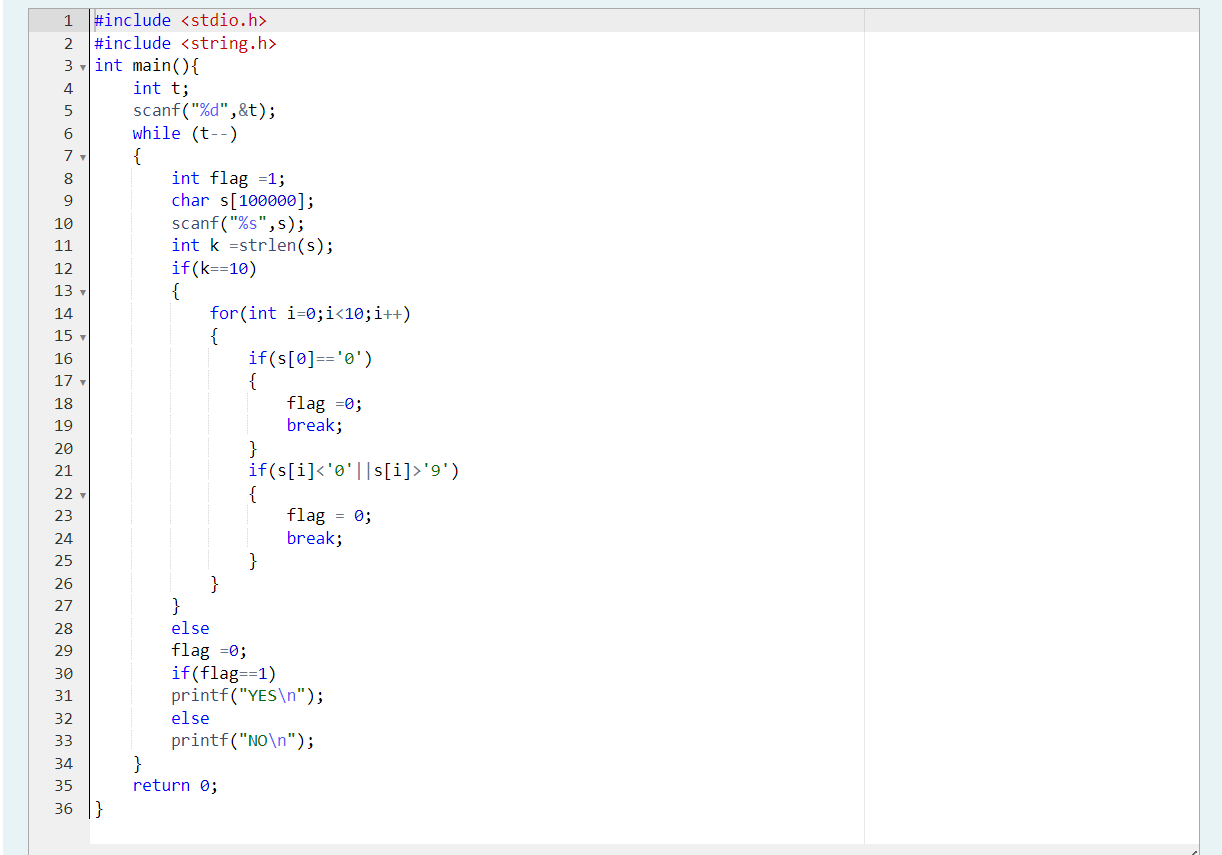 1 #include <stdio.h>
2 #include <string.h>
3 int main(){
4 int t;
5 scanf("%d",&t);
6 while (t--)
7 {
8 int flag =1;
9 char s[100000];
10 scanf("%s",s);
11 int k =strlen(s);
12 if(k==10)
13 {
14 for(int i=0;i<10;i++)
15 {
16 if(s[0]=='0')
17 {
18 flag =0;
19 break;
20 }
21 if(s[i]<'0'||s[i]>'9')
22 {
23 flag = 0;
24 break;
25 }
26 }
27 }
28 else
29 flag =0;
30 if(flag==1)
31 printf("YES\n");
32 else
33 printf("NO\n");
34 }
35 return 0;
36 }